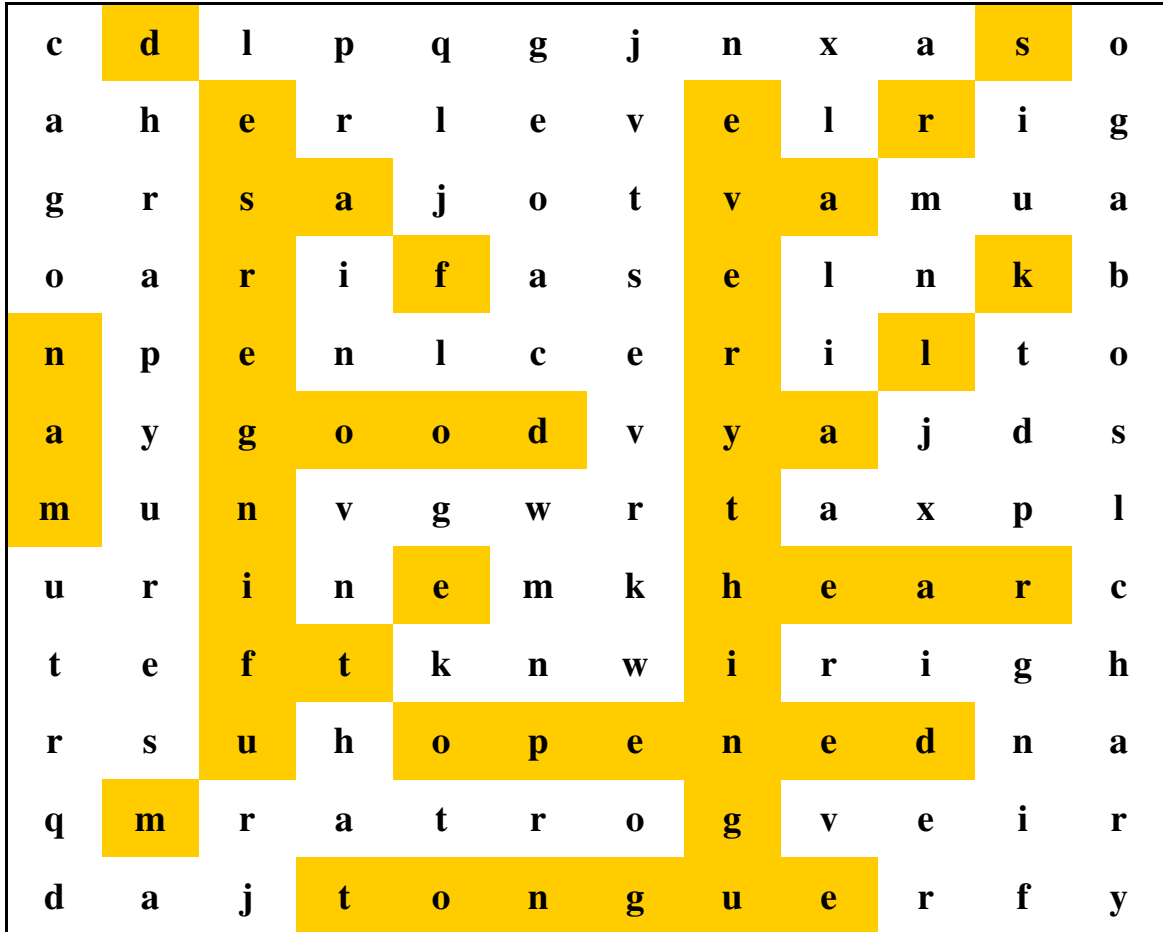 c d l p q g j n x a s o
a h e r l e v e l r i g
g r s a j o t v a m u a
o a r i f a s e l n k b
n p e n l c e r i l t o
a y g o o d v y a j d s
m u n v g w r t a x p l
u r i n e m k h e a r c
t e f t k n w i r i g h
r s u h o p e n e d n a
q m r a t r o g v e i r
d a j t o n g u e r f y